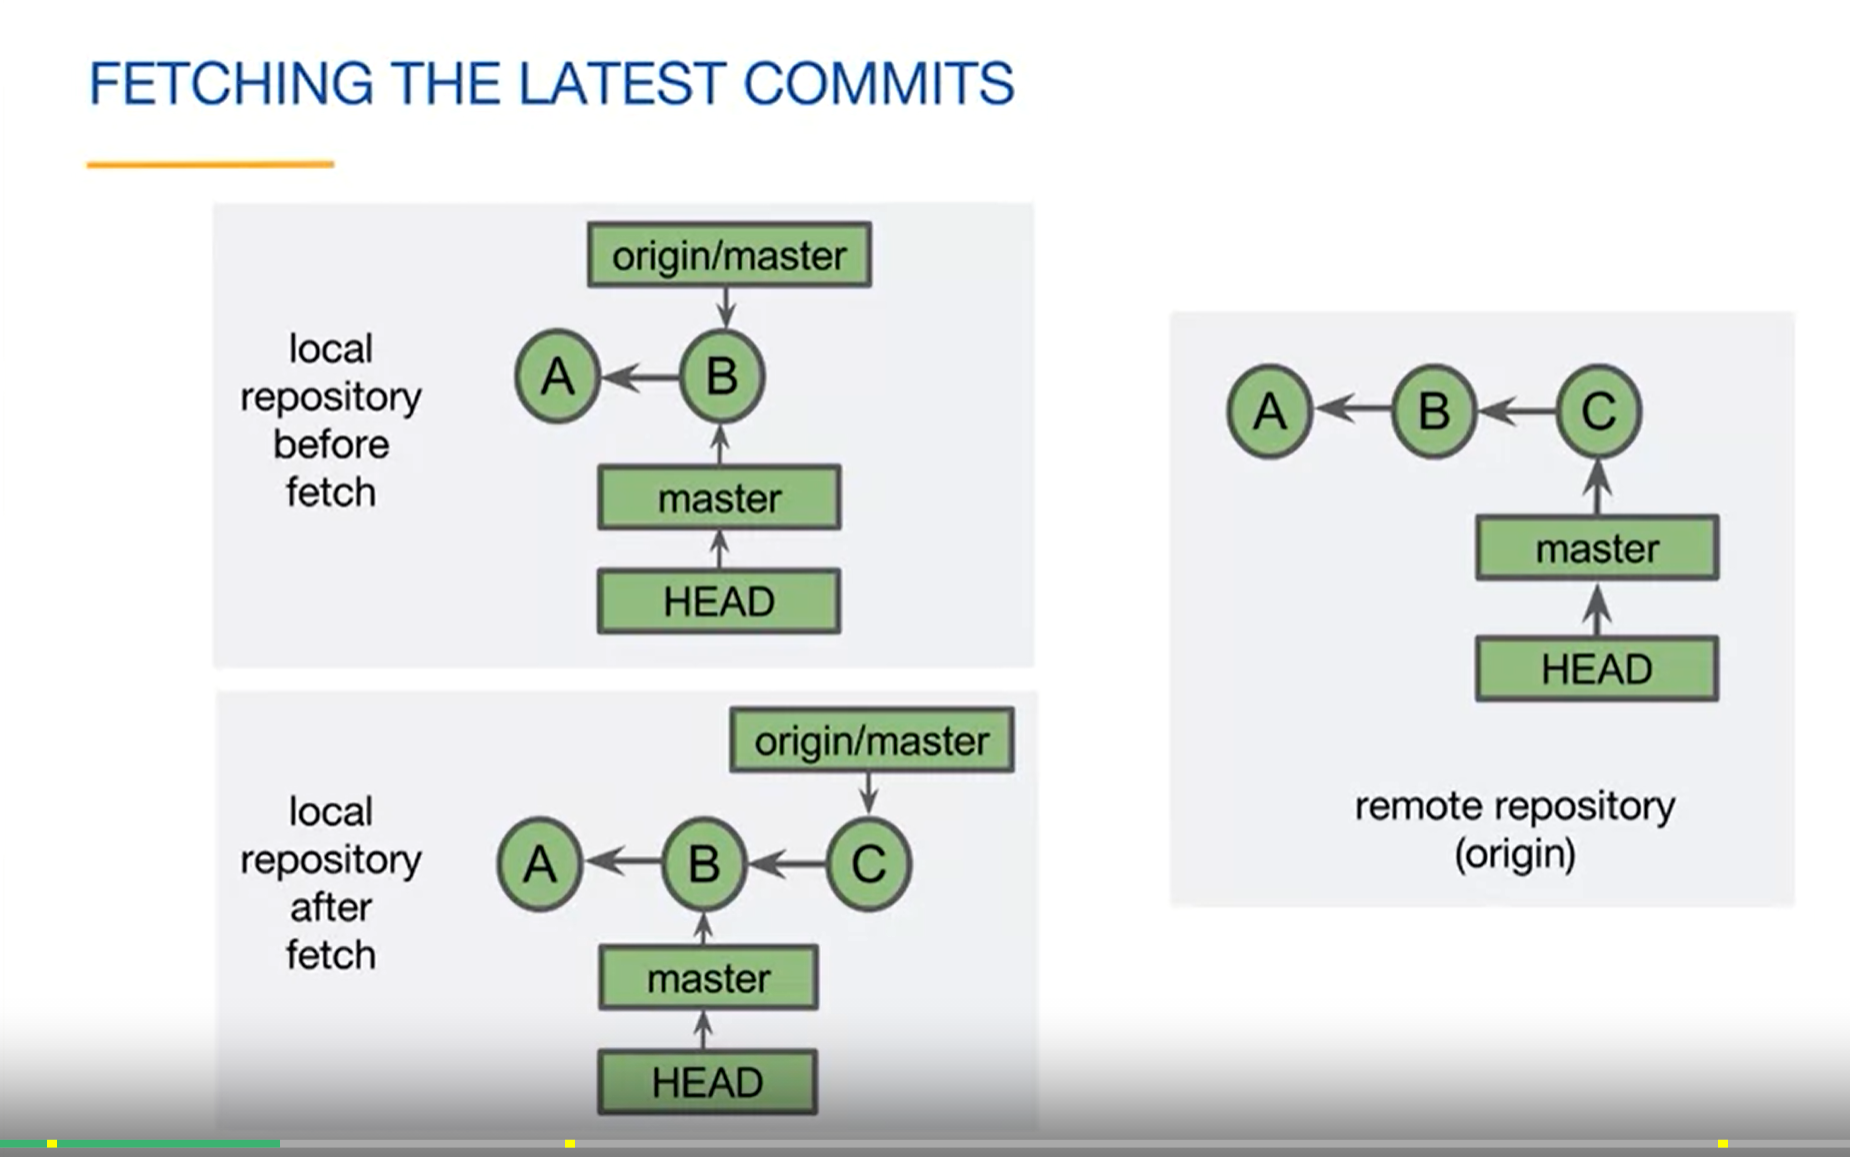 FETCHING THE LATEST COMMITS
local
repository
before
fetch
origin/master
A
B
master
HEAD
local
repository
after
fetch
origin/master
A
B
C
master
HEAD
A
B
C
master
HEAD
remote repository
(origin)